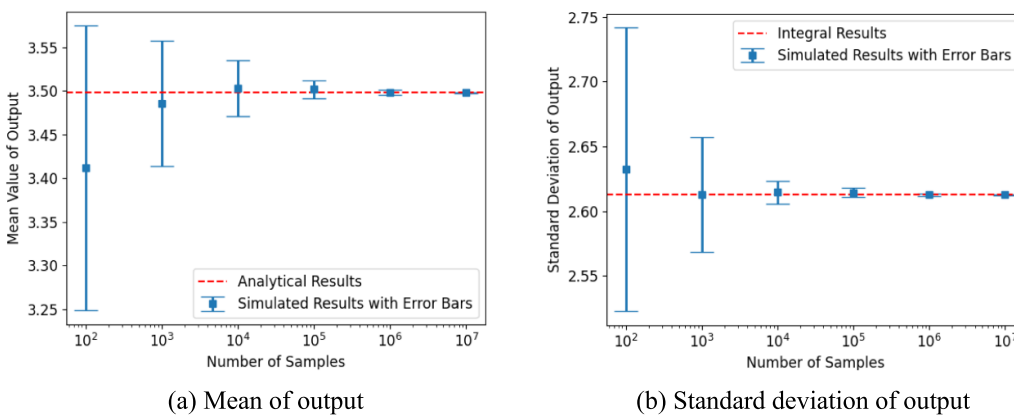 3.55
3.50
3.45
3.40
3.35
3.30
3.25
Mean Value of Output
Analytical Results
Simulated Results with Error Bars
10²
10³
10⁴
10⁵
10⁶
10⁷
Number of Samples
(a) Mean of output
2.75
2.70
2.65
2.60
2.55
Standard Deviation of Output
Integral Results
Simulated Results with Error Bars
10²
10³
10⁴
10⁵
10⁶
10⁷
Number of Samples
(b) Standard deviation of output